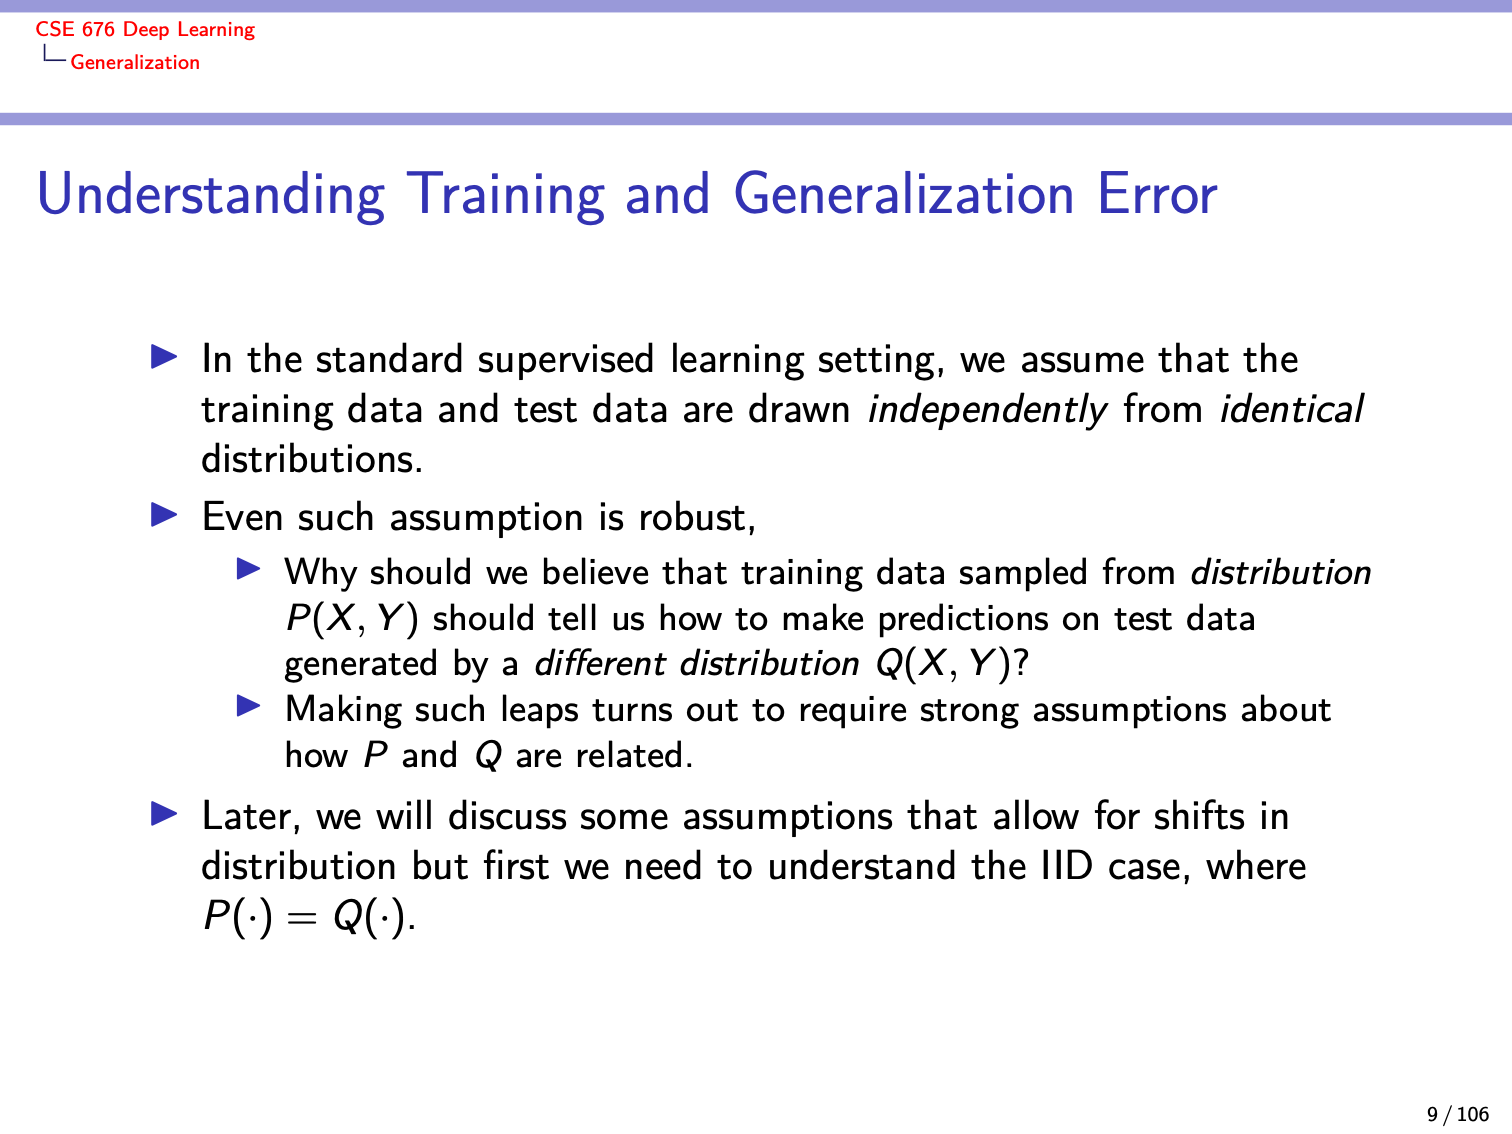 CSE 676 Deep Learning
Generalization
Understanding Training and Generalization Error
In the standard supervised learning setting, we assume that the
training data and test data are drawn independently from identical
distributions.
Even such assumption is robust,
Why should we believe that training data sampled from distribution
P(X, Y) should tell us how to make predictions on test data
generated by a different distribution Q(X, Y)?
Making such leaps turns out to require strong assumptions about
how P and Q are related.
Later, we will discuss some assumptions that allow for shifts in
distribution but first we need to understand the IID case, where
P(·) = Q(·).
9 / 106